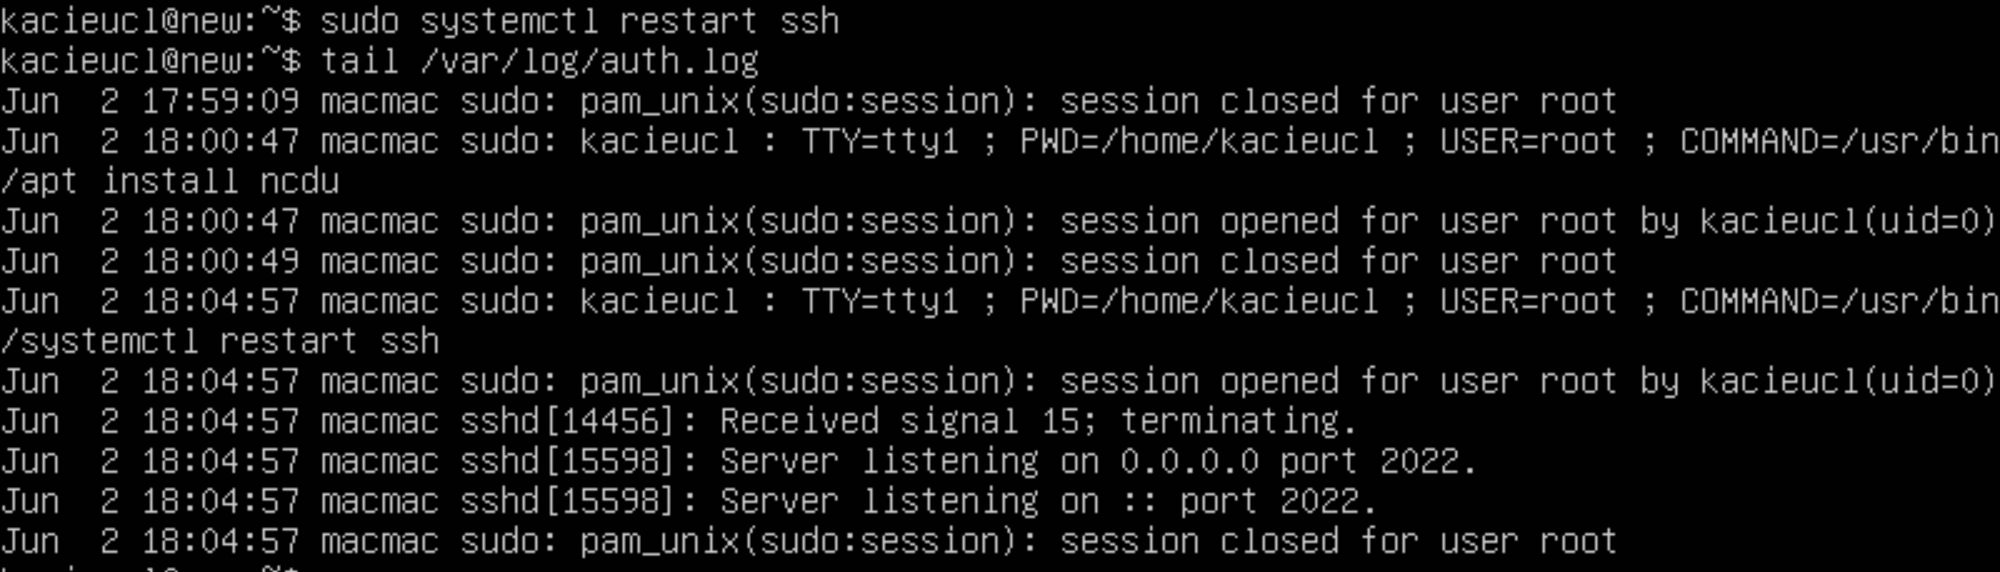 kacieucl@new:~$ sudo systemctl restart ssh
kacieucl@new:~$ tail /var/log/auth.log
Jun  2 17:59:09 macmac sudo: pam_unix(sudo:session): session closed for user root
Jun  2 18:00:47 macmac sudo: kacieucl : TTY=tty1 ; PWD=/home/kacieucl ; USER=root ; COMMAND=/usr/bin
/apt install ncdu
Jun  2 18:00:47 macmac sudo: pam_unix(sudo:session): session opened for user root by kacieucl(uid=0)
Jun  2 18:00:49 macmac sudo: pam_unix(sudo:session): session closed for user root
Jun  2 18:04:57 macmac sudo: kacieucl : TTY=tty1 ; PWD=/home/kacieucl ; USER=root ; COMMAND=/usr/bin
/systemctl restart ssh
Jun  2 18:04:57 macmac sudo: pam_unix(sudo:session): session opened for user root by kacieucl(uid=0)
Jun  2 18:04:57 macmac sshd[14456]: Received signal 15; terminating.
Jun  2 18:04:57 macmac sshd[15598]: Server listening on 0.0.0.0 port 2022.
Jun  2 18:04:57 macmac sshd[15598]: Server listening on :: port 2022.
Jun  2 18:04:57 macmac sudo: pam_unix(sudo:session): session closed for user root